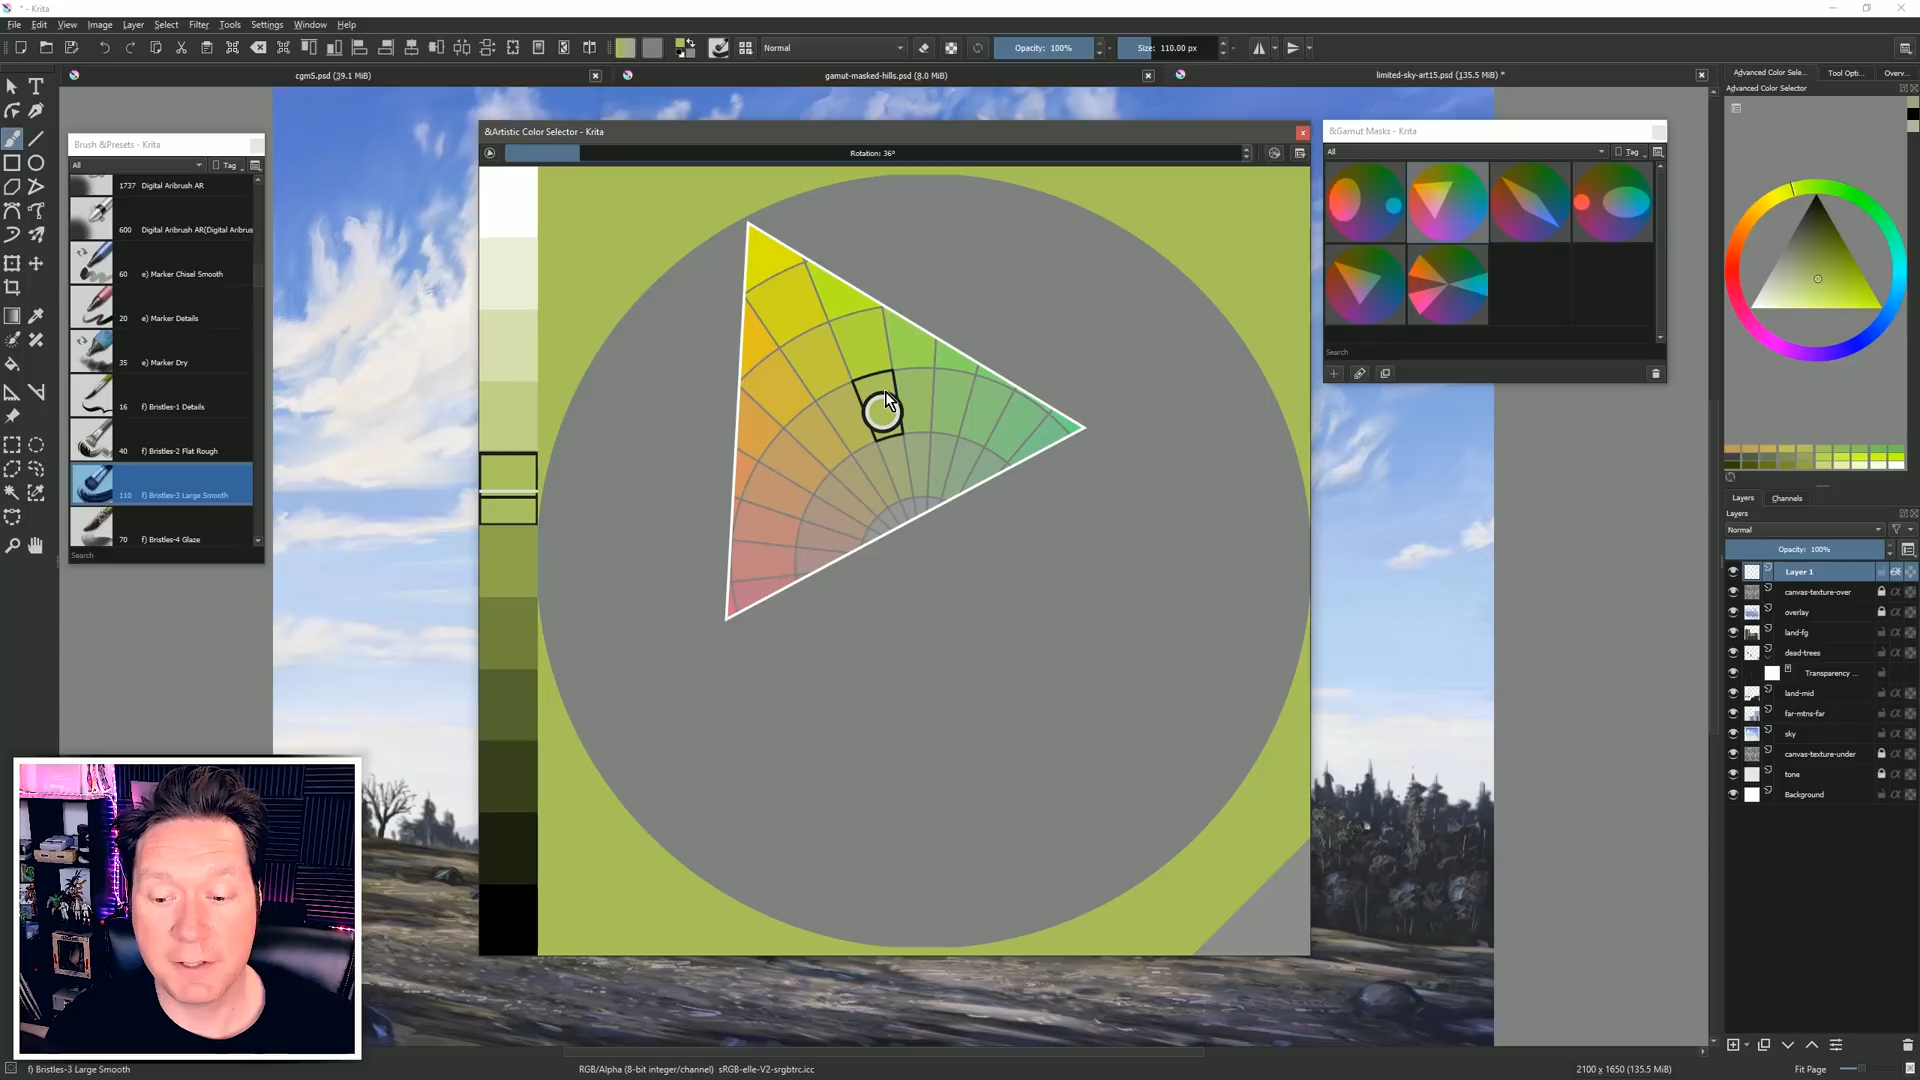 * - Krita
File Edit View Image Layer Select Filter Tools Settings Window Help
Normal
Opacity: 100%
Size: 110.00 px
cgm5.psd (39.1 MiB)
gamut-masked-hills.psd (8.0 MiB)
limited-sky-art15.psd (135.5 MiB) *
Advanced Color Sele...
Tool Opti...
Overv...
Advanced Color Selector
Brush &Presets - Krita
All
Tag
1737 Digital Aribrush AR
600 Digital Aribrush AR(Digital Aribrus
60 e) Marker Chisel Smooth
20 e) Marker Details
35 e) Marker Dry
16 f) Bristles-1 Details
40 f) Bristles-2 Flat Rough
110 f) Bristles-3 Large Smooth
70 f) Bristles-4 Glaze
Search
&Artistic Color Selector - Krita
Rotation: 36°
&Gamut Masks - Krita
All
Tag
Search
Layers
Channels
Layers
Normal
Opacity: 100%
Layer 1
canvas-texture-over
overlay
land-fg
dead-trees
Transparency ...
land-mid
far-mtns-far
sky
canvas-texture-under
tone
Background
f) Bristles-3 Large Smooth
RGB/Alpha (8-bit integer/channel) sRGB-elle-V2-srgbtrc.icc
2100 x 1650 (135.5 MiB)
Fit Page